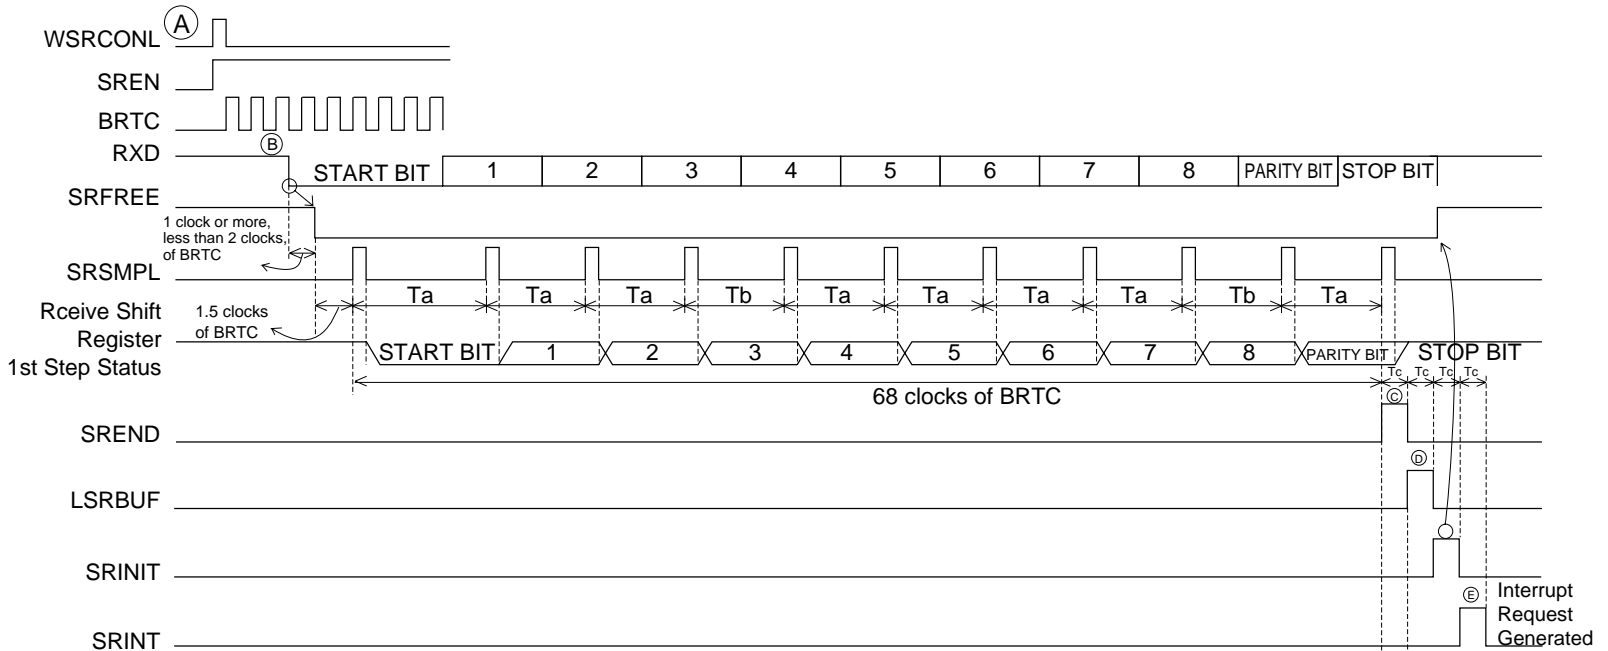 A
WSRCONL
SREN
BRTC
B
RXD
START BIT 1 2 3 4 5 6 7 8 PARITY BIT STOP BIT
SRFREE
1 clock or more,
less than 2 clocks,
of BRTC
SRSMPL
Ta Ta Ta Tb Ta Ta Ta Ta Tb Ta
1.5 clocks
of BRTC
Rceive Shift
Register
1st Step Status
START BIT 1 2 3 4 5 6 7 8 PARITY BIT STOP BIT
Tc Tc Tc Tc
68 clocks of BRTC
C
SREND
D
LSRBUF
SRINIT
E
Interrupt
Request
Generated
SRINT